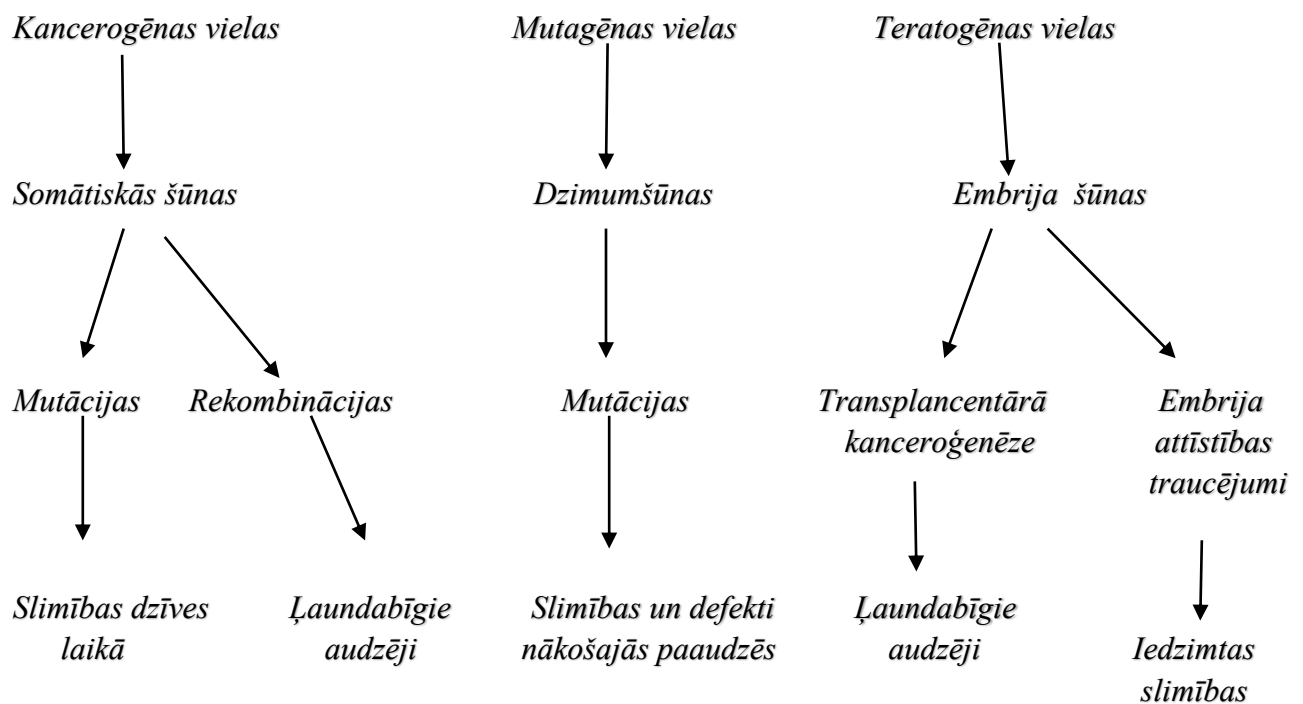 Kancerogēnas vielas
Mutagēnas vielas
Teratogēnas vielas
Somātiskās šūnas
Dzimumšūnas
Embrija šūnas
Mutācijas
Rekombinācijas
Mutācijas
Transplancentārā
kanceroģenēze
Embrija
attīstības
traucējumi
Slimības dzīves
laikā
Ļaundabīgie
audzēji
Slimības un defekti
nākošajās paaudzēs
Ļaundabīgie
audzēji
Iedzimtas
slimības